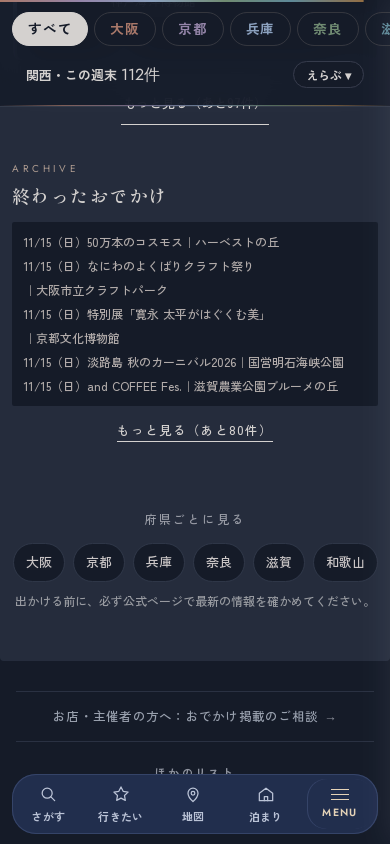 すべて 大阪 京都 兵庫 奈良
関西・この週末 112件 えらぶ ▾
ARCHIVE
終わったおでかけ
11/15（日）50万本のコスモス｜ハーベストの丘
11/15（日）なにわのよくばりクラフト祭り
｜大阪市立クラフトパーク
11/15（日）特別展「寛永 太平がはぐくむ美」
｜京都文化博物館
11/15（日）淡路島 秋のカーニバル2026｜国営明石海峡公園
11/15（日）and COFFEE Fes.｜滋賀農業公園ブルーメの丘
もっと見る（あと80件）
府県ごとに見る
大阪 京都 兵庫 奈良 滋賀 和歌山
出かける前に、必ず公式ページで最新の情報を確かめてください。
お店・主催者の方へ：おでかけ掲載のご相談 →
ほかのリスト
さがす 行きたい 地図 泊まり MENU